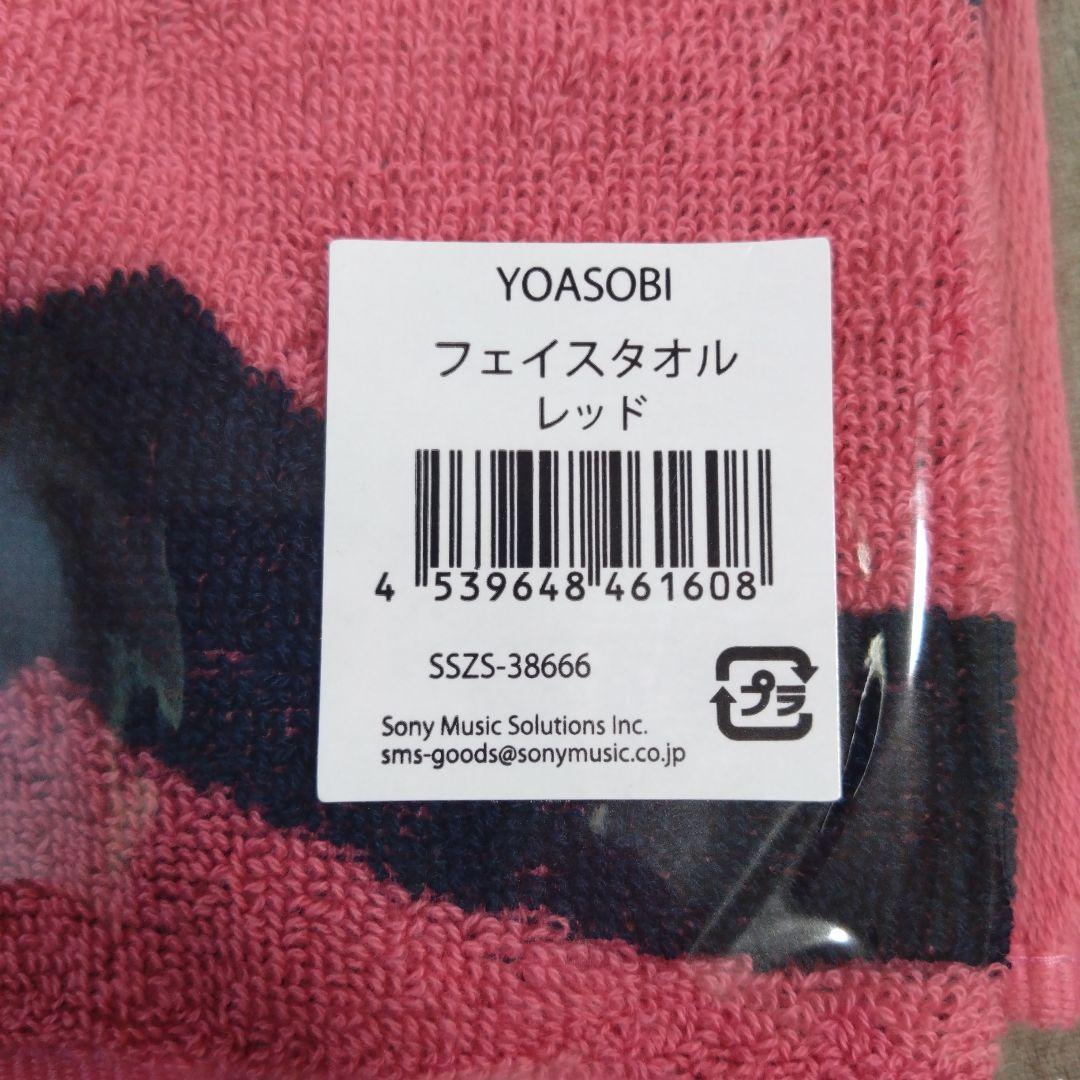 YOASOBI
フェイスタオル
レッド
4 539648 461608
SSZS-38666
プラ
Sony Music Solutions Inc.
sms-goods@sonymusic.co.jp